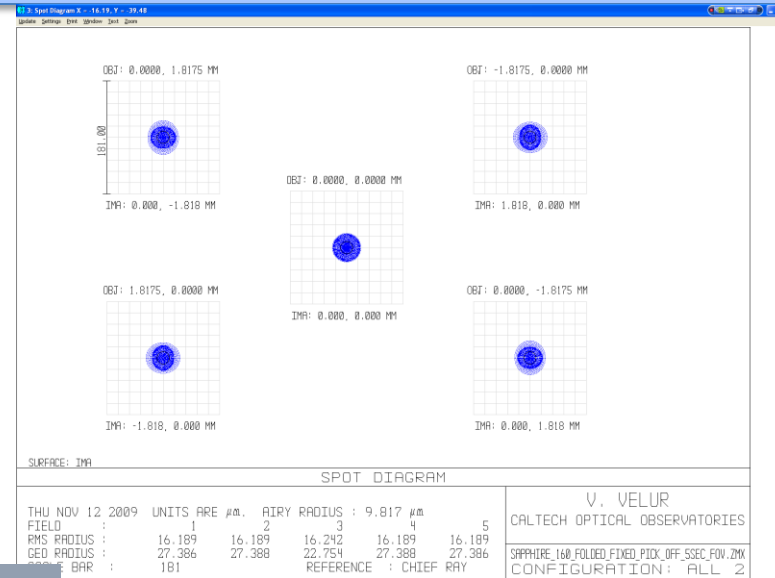 3: Spot Diagram X = -16.19, Y = -39.48
Update Settings Print Window Text Zoom
OBJ: 0.0000, 1.8175 MM
OBJ: -1.8175, 0.0000 MM
181.00
IMA: 0.000, -1.818 MM
IMA: 1.818, 0.000 MM
OBJ: 0.0000, 0.0000 MM
IMA: 0.000, 0.000 MM
OBJ: 1.8175, 0.0000 MM
OBJ: 0.0000, -1.8175 MM
IMA: -1.818, 0.000 MM
IMA: 0.000, 1.818 MM
SURFACE: IMA
SPOT DIAGRAM
THU NOV 12 2009 UNITS ARE µm. AIRY RADIUS : 9.817 µm
FIELD : 1 2 3 4 5
RMS RADIUS : 16.189 16.189 16.242 16.189 16.189
GEO RADIUS : 27.386 27.388 22.754 27.388 27.386
BAR : 181 REFERENCE : CHIEF RAY
V. VELUR
CALTECH OPTICAL OBSERVATORIES
SAPPHIRE_160_FOLDED_FIXED_PICK_OFF_5SEC_FOV.ZMX
CONFIGURATION: ALL 2